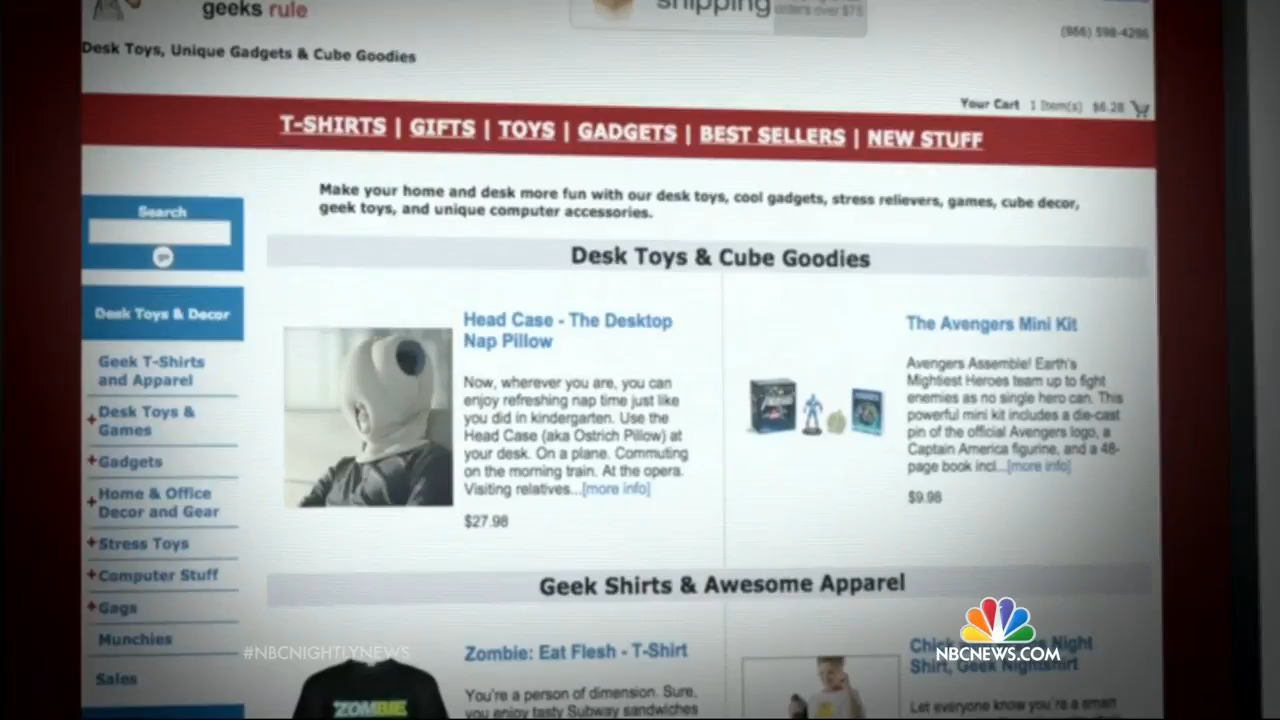 geeks rule
shipping
orders over $75
(866) 598-4286
Desk Toys, Unique Gadgets & Cube Goodies
Your Cart 1 Item(s) $6.28
T-SHIRTS | GIFTS | TOYS | GADGETS | BEST SELLERS | NEW STUFF
Make your home and desk more fun with our desk toys, cool gadgets, stress relievers, games, cube decor,
geek toys, and unique computer accessories.
Search
go
Desk Toys & Decor
Geek T-Shirts
and Apparel
Desk Toys &
Games
Gadgets
Home & Office
Decor and Gear
Stress Toys
Computer Stuff
Gags
Munchies
Sales
Desk Toys & Cube Goodies
Head Case - The Desktop
Nap Pillow
Now, wherever you are, you can
enjoy refreshing nap time just like
you did in kindergarten. Use the
Head Case (aka Ostrich Pillow) at
your desk. On a plane. Commuting
on the morning train. At the opera.
Visiting relatives...[more info]
$27.98
The Avengers Mini Kit
Avengers Assemble! Earth's
Mightiest Heroes team up to fight
enemies as no single hero can. This
powerful mini kit includes a die-cast
pin of the official Avengers logo, a
Captain America figurine, and a 48-
page book incl...[more info]
$9.98
Geek Shirts & Awesome Apparel
Zombie: Eat Flesh - T-Shirt
You're a person of dimension. Sure,
you enjoy tasty Subway sandwiches
ZOMBIE
Night
Shirt, Geek Nightshirt
Let everyone know you're a smart
#NBCNIGHTLYNEWS
NBCNEWS.COM